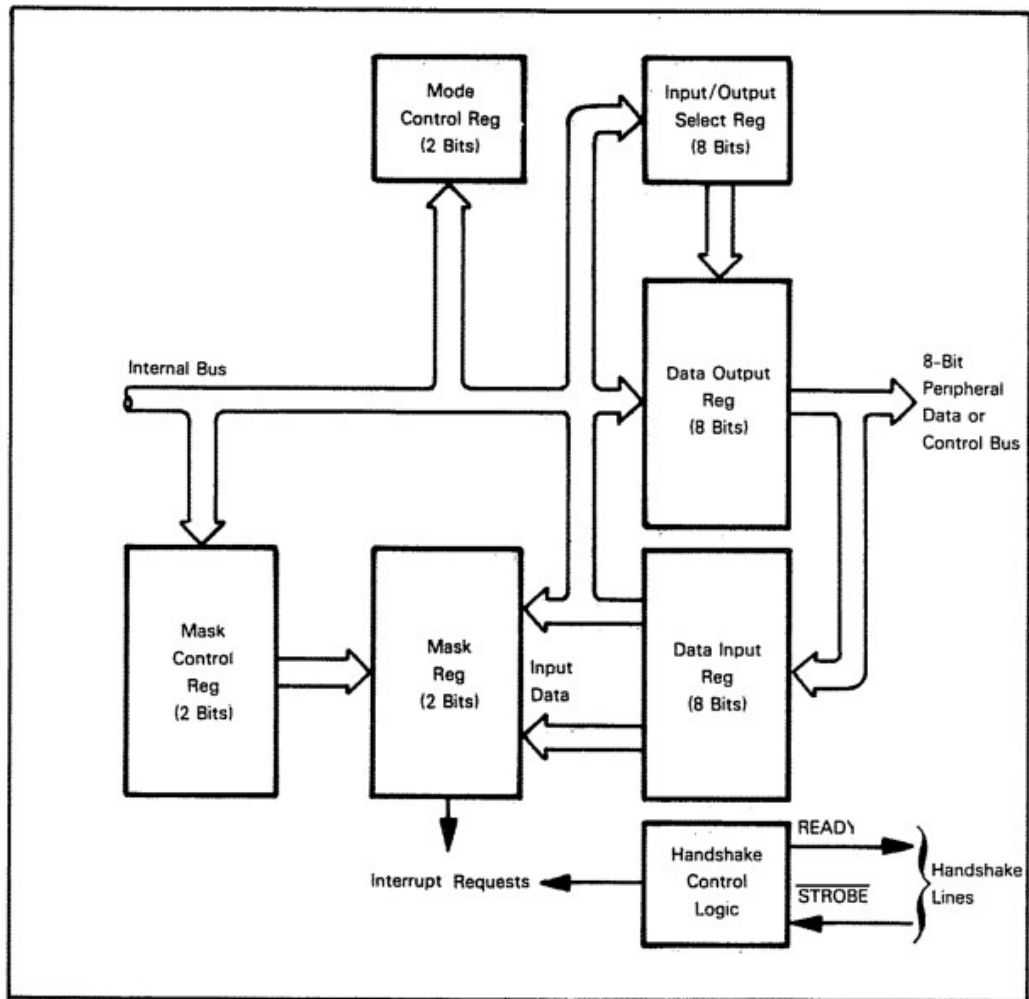 Mode
Control Reg
(2 Bits)
Input/Output
Select Reg
(8 Bits)
Internal Bus
Data Output
Reg
(8 Bits)
8-Bit
Peripheral
Data or
Control Bus
Mask
Control
Reg
(2 Bits)
Mask
Reg
(2 Bits)
Input
Data
Data Input
Reg
(8 Bits)
Interrupt Requests
Handshake
Control
Logic
READY
STROBE
Handshake
Lines